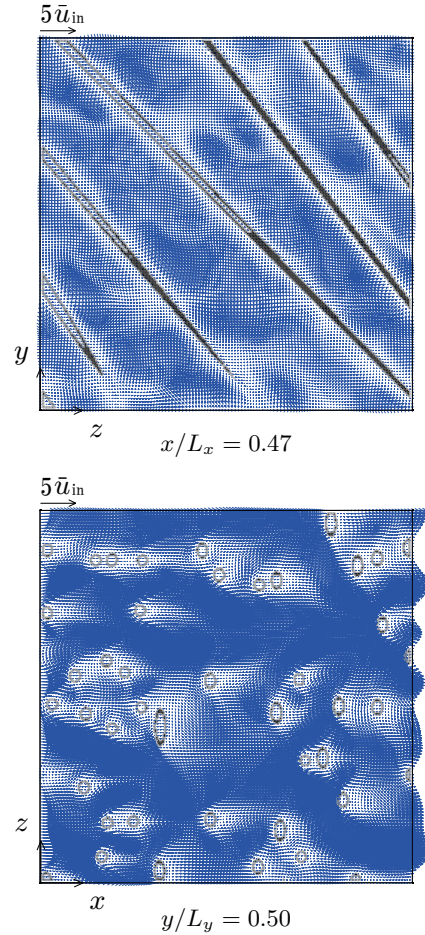 5ū_in
y
z
x/L_x = 0.47
5ū_in
z
x
y/L_y = 0.50